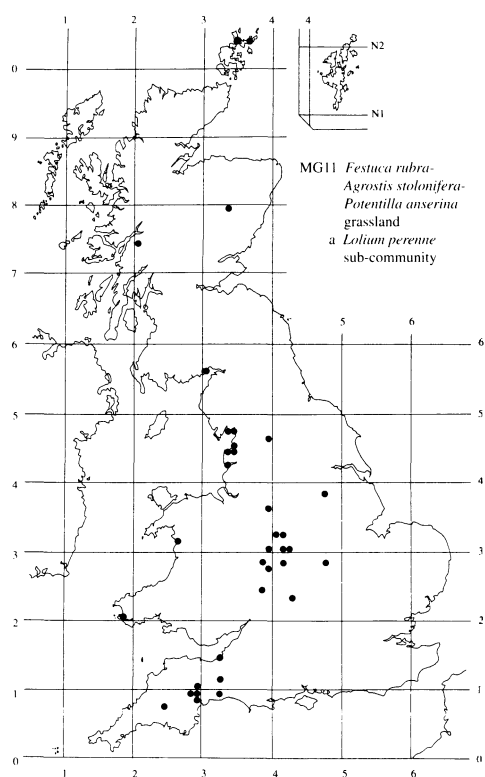 2 3 4 4
N2
0
N1
9
MG11 Festuca rubra-
Agrostis stolonifera-
Potentilla anserina
grassland
a Lolium perenne
sub-community
8
7
5 6
6 6
5 5
4 4
3 3
2 2
1 1
0 0
1 2 3 4 5 6